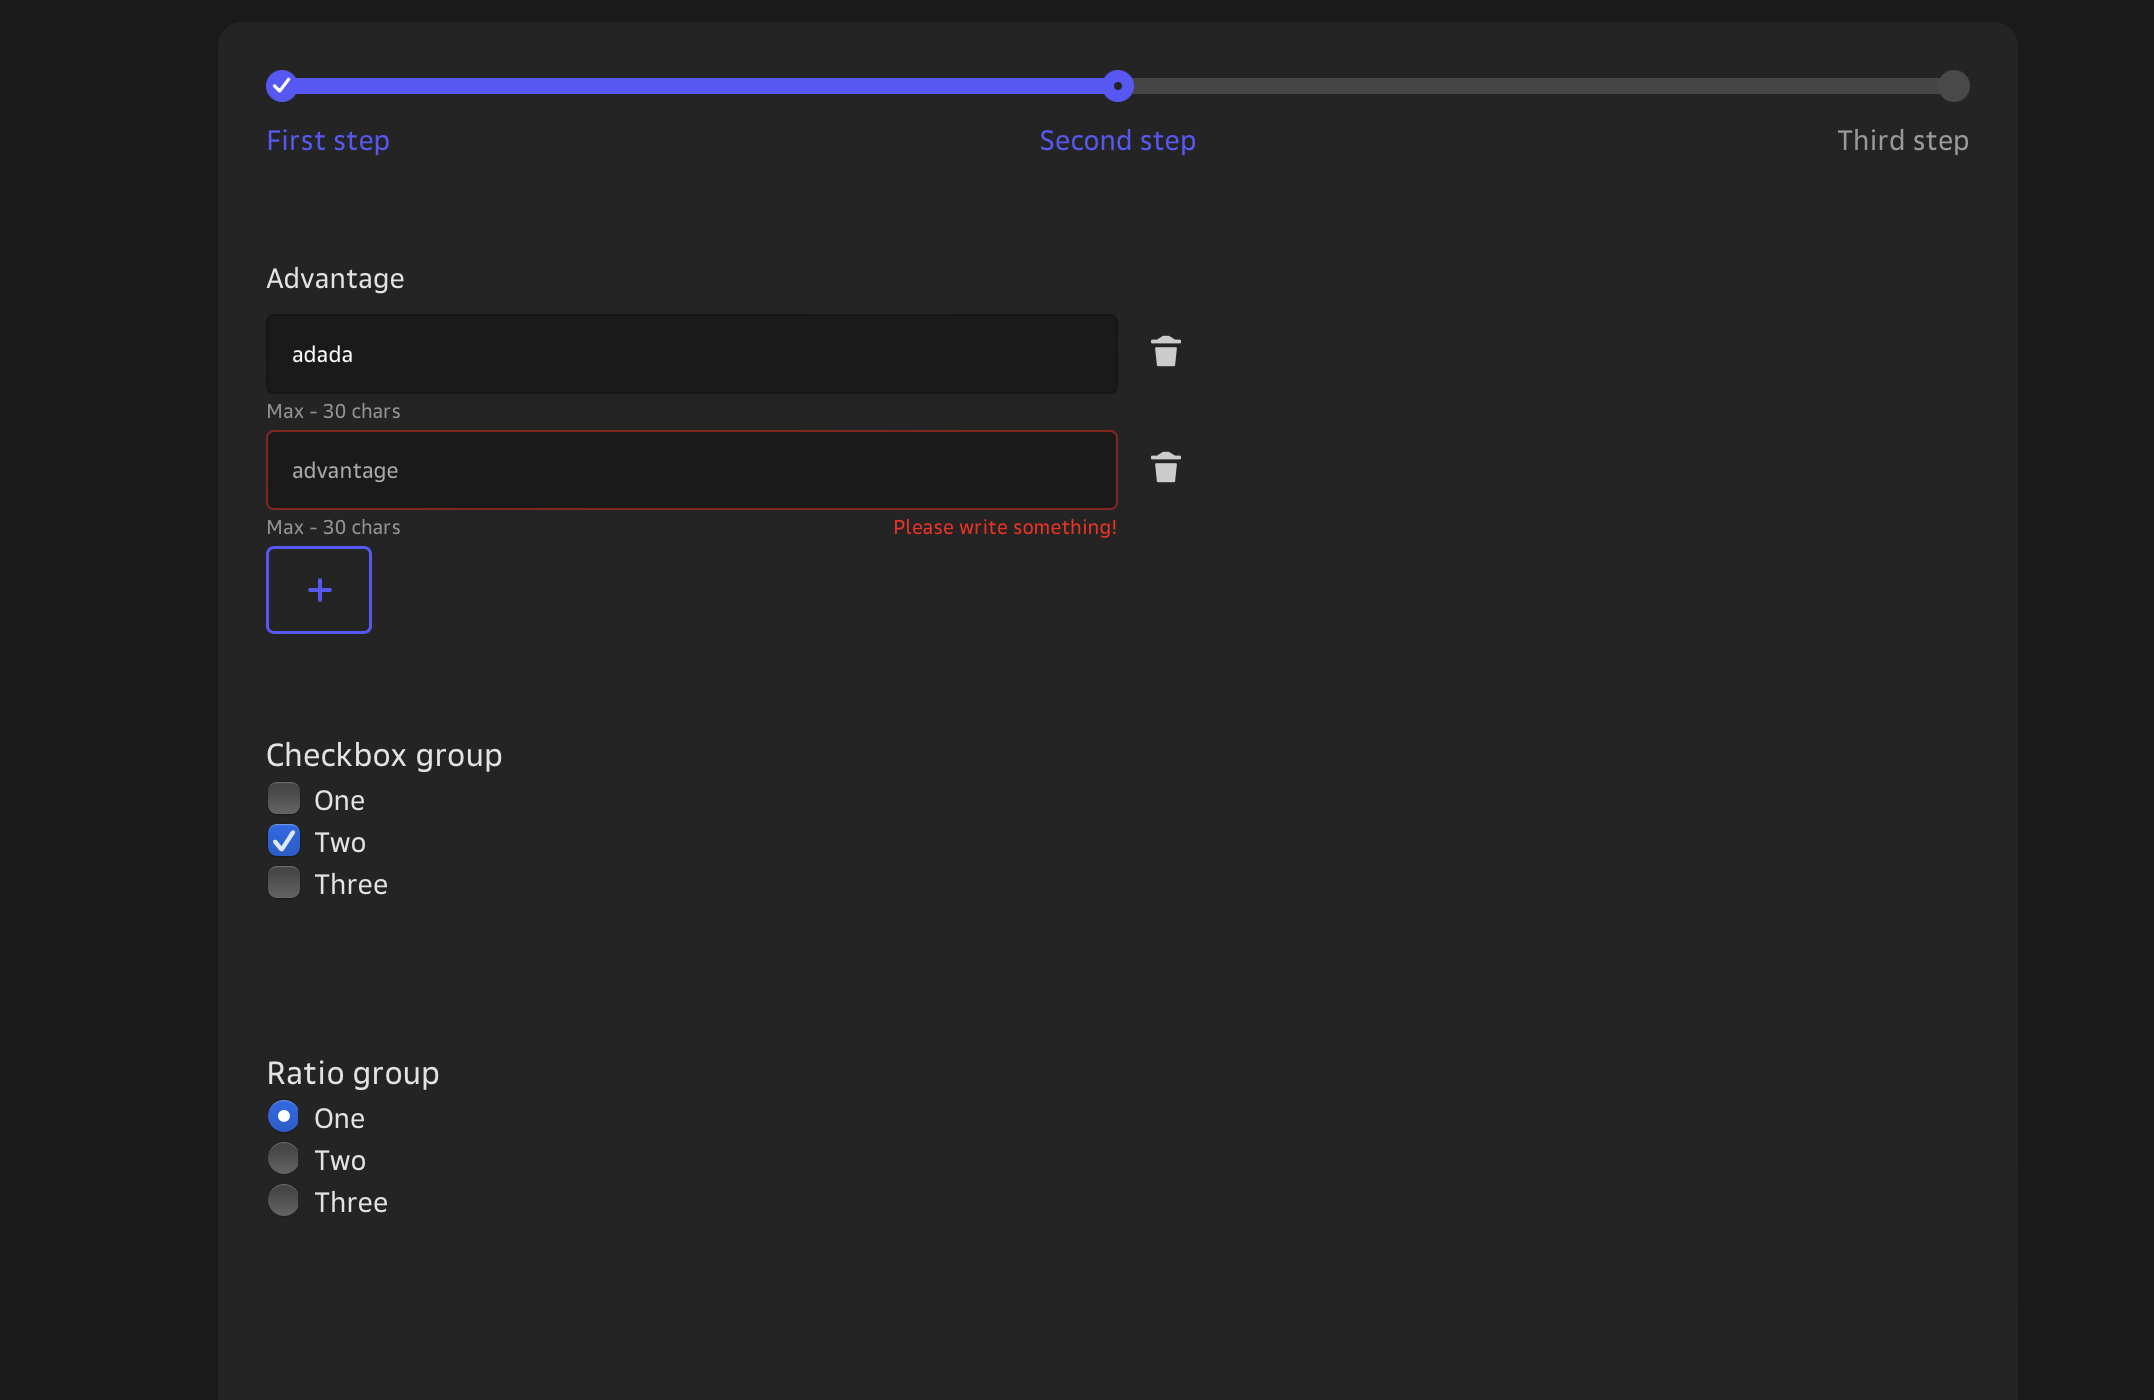 First step
Second step
Third step
Advantage
adada
Max - 30 chars
advantage
Max - 30 chars
Please write something!
+
Checkbox group
One
Two
Three
Ratio group
One
Two
Three